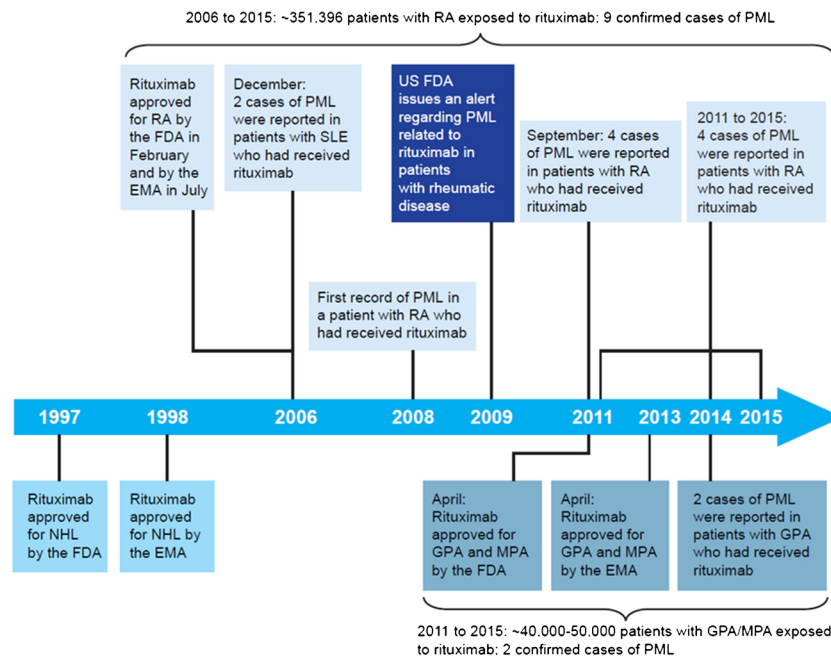 2006 to 2015: ~351.396 patients with RA exposed to rituximab: 9 confirmed cases of PML
Rituximab
approved
for RA by
the FDA in
February
and by the
EMA in July
December:
2 cases of PML
were reported in
patients with SLE
who had received
rituximab
US FDA
issues an alert
regarding PML
related to
rituximab in
patients
with rheumatic
disease
September: 4 cases
of PML were reported
in patients with RA
who had received
rituximab
2011 to 2015:
4 cases of PML
were reported in
patients with RA
who had received
rituximab
First record of PML in
a patient with RA who
had received rituximab
1997 1998 2006 2008 2009 2011 2013 2014 2015
Rituximab
approved
for NHL
by the FDA
Rituximab
approved
for NHL by
the EMA
April:
Rituximab
approved for
GPA and MPA
by the FDA
April:
Rituximab
approved for
GPA and MPA
by the EMA
2 cases of PML
were reported in
patients with GPA
who had received
rituximab
2011 to 2015: ~40.000-50.000 patients with GPA/MPA exposed
to rituximab; 2 confirmed cases of PML